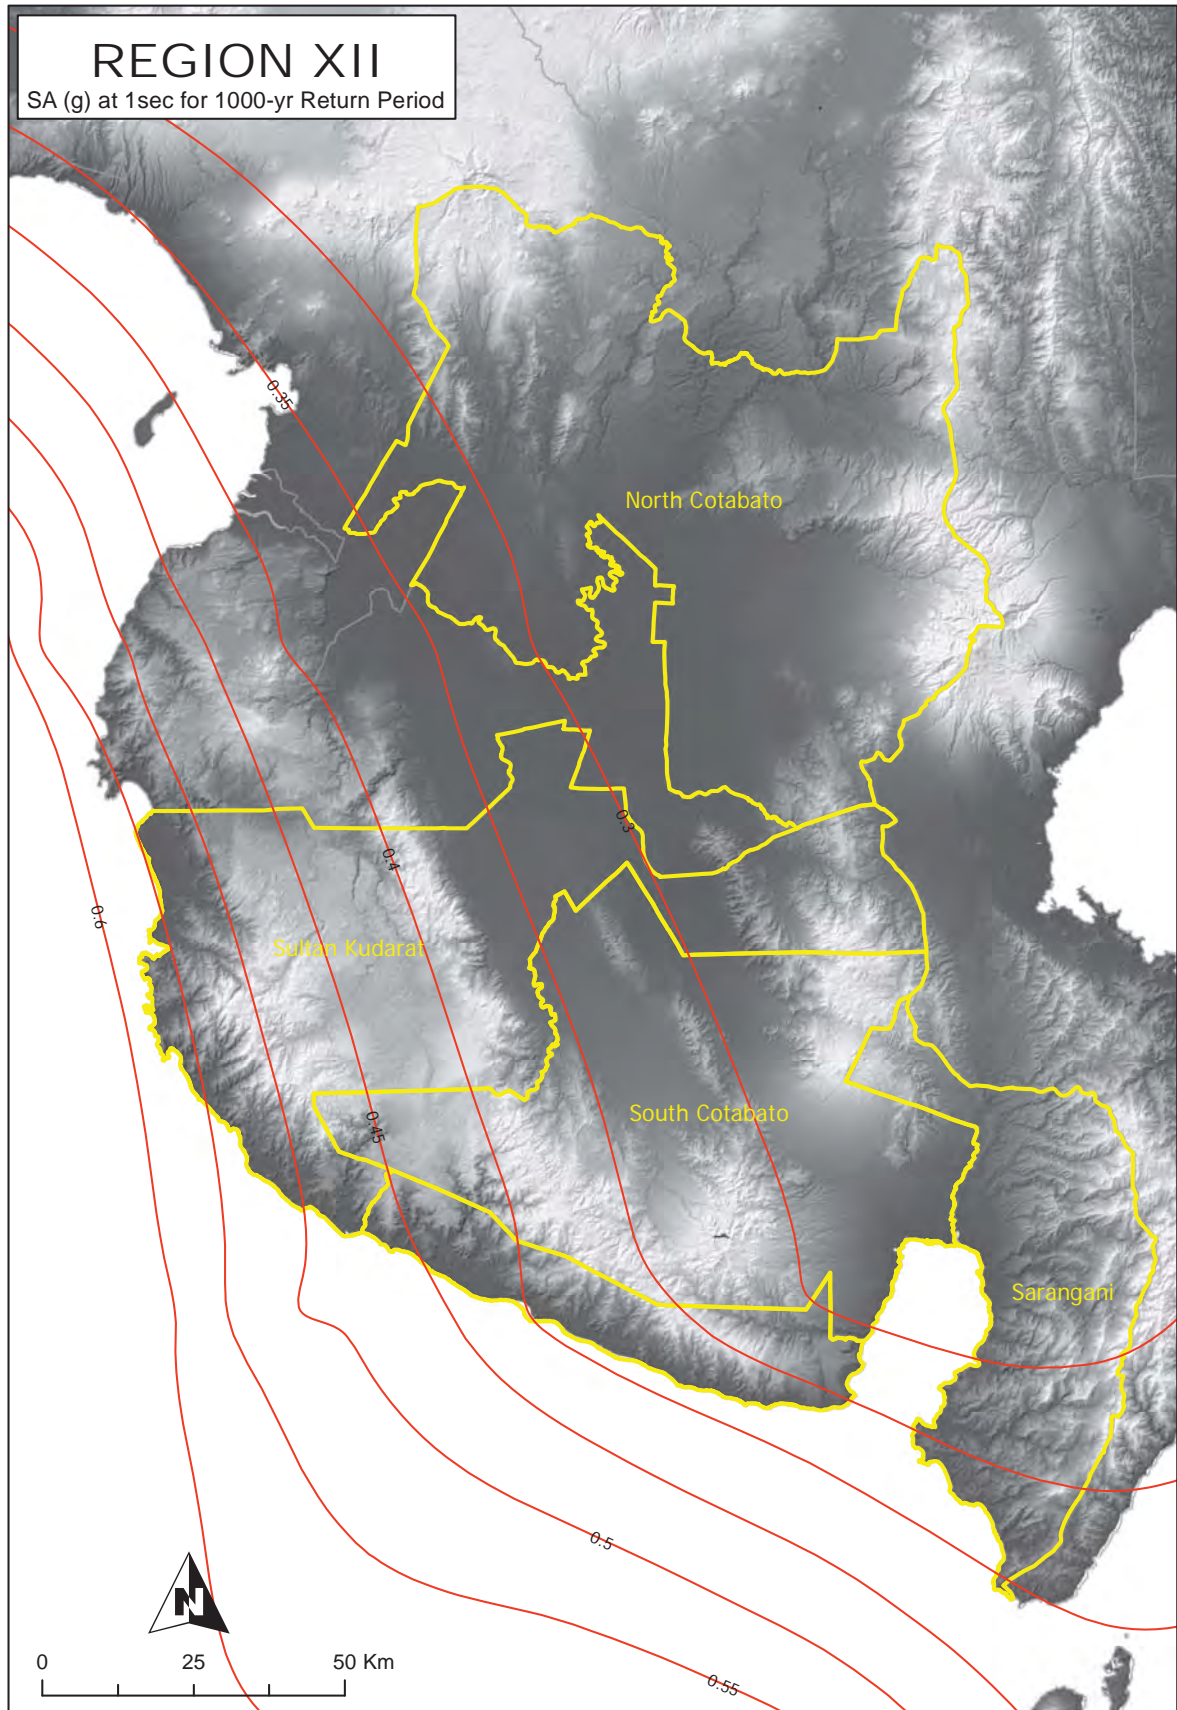 REGION XII
SA (g) at 1sec for 1000-yr Return Period
0.35
North Cotabato
0.3
0.4
0.6
Sultan Kudarat
South Cotabato
0.45
Sarangani
0.5
N
0.55
0 25 50 Km